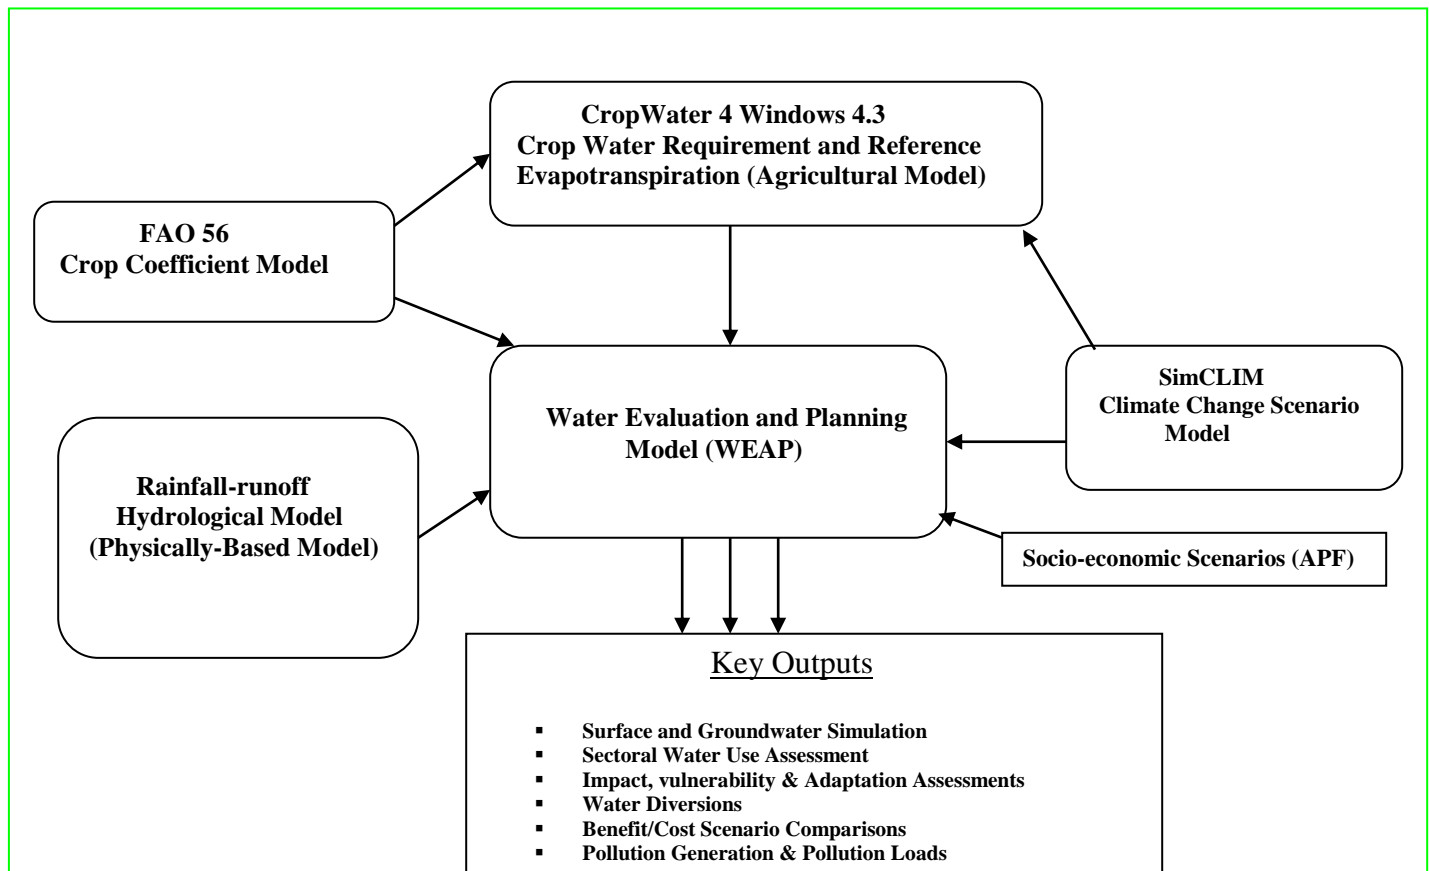 CropWater 4 Windows 4.3
Crop Water Requirement and Reference
Evapotranspiration (Agricultural Model)
FAO 56
Crop Coefficient Model
Water Evaluation and Planning
Model (WEAP)
SimCLIM
Climate Change Scenario
Model
Rainfall-runoff
Hydrological Model
(Physically-Based Model)
Socio-economic Scenarios (APF)
Key Outputs
▪ Surface and Groundwater Simulation
▪ Sectoral Water Use Assessment
▪ Impact, vulnerability & Adaptation Assessments
▪ Water Diversions
▪ Benefit/Cost Scenario Comparisons
▪ Pollution Generation & Pollution Loads